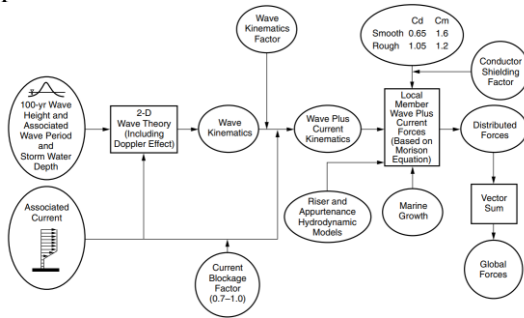 Wave
Kinematics
Factor
Cd Cm
Smooth 0.65 1.6
Rough 1.05 1.2
Conductor
Shielding
Factor
100-yr Wave
Height and
Associated
Wave Period
and
Storm Water
Depth
2-D
Wave Theory
(Including
Doppler Effect)
Wave
Kinematics
Wave Plus
Current
Kinematics
Local
Member
Wave Plus
Current
Forces
(Based on
Morison
Equation)
Distributed
Forces
Associated
Current
Riser and
Appurtenance
Hydrodynamic
Models
Marine
Growth
Vector
Sum
Current
Blockage
Factor
(0.7–1.0)
Global
Forces